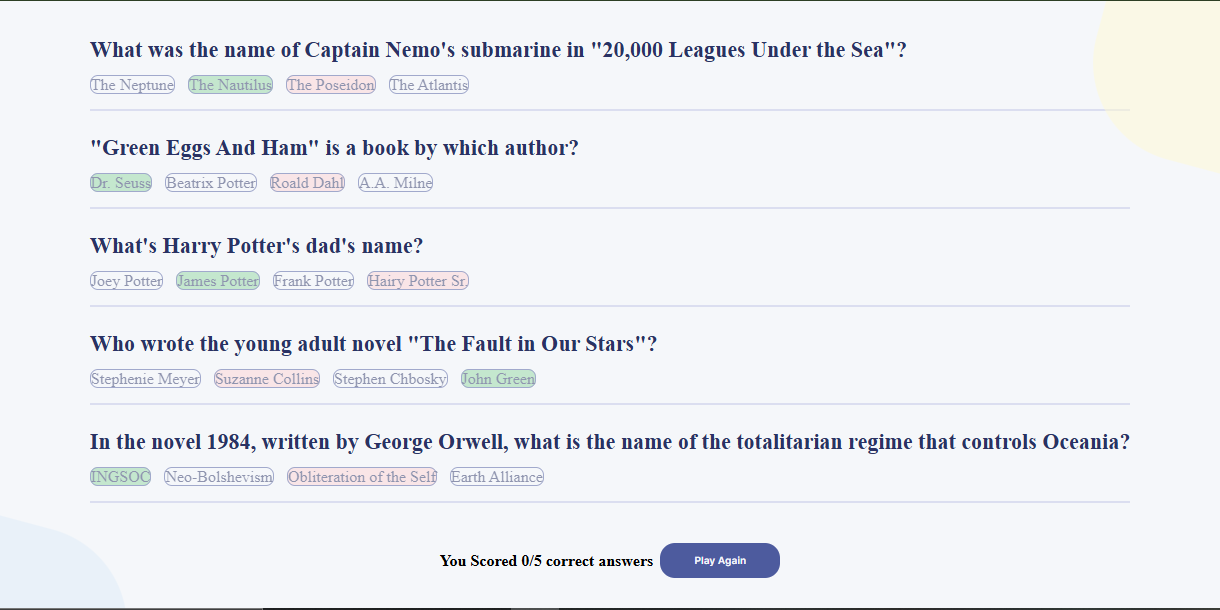 What was the name of Captain Nemo's submarine in "20,000 Leagues Under the Sea"?
The Neptune The Nautilus The Poseidon The Atlantis
"Green Eggs And Ham" is a book by which author?
Dr. Seuss Beatrix Potter Roald Dahl A.A. Milne
What's Harry Potter's dad's name?
Joey Potter James Potter Frank Potter Hairy Potter Sr.
Who wrote the young adult novel "The Fault in Our Stars"?
Stephenie Meyer Suzanne Collins Stephen Chbosky John Green
In the novel 1984, written by George Orwell, what is the name of the totalitarian regime that controls Oceania?
INGSOC Neo-Bolshevism Obliteration of the Self Earth Alliance
You Scored 0/5 correct answers Play Again